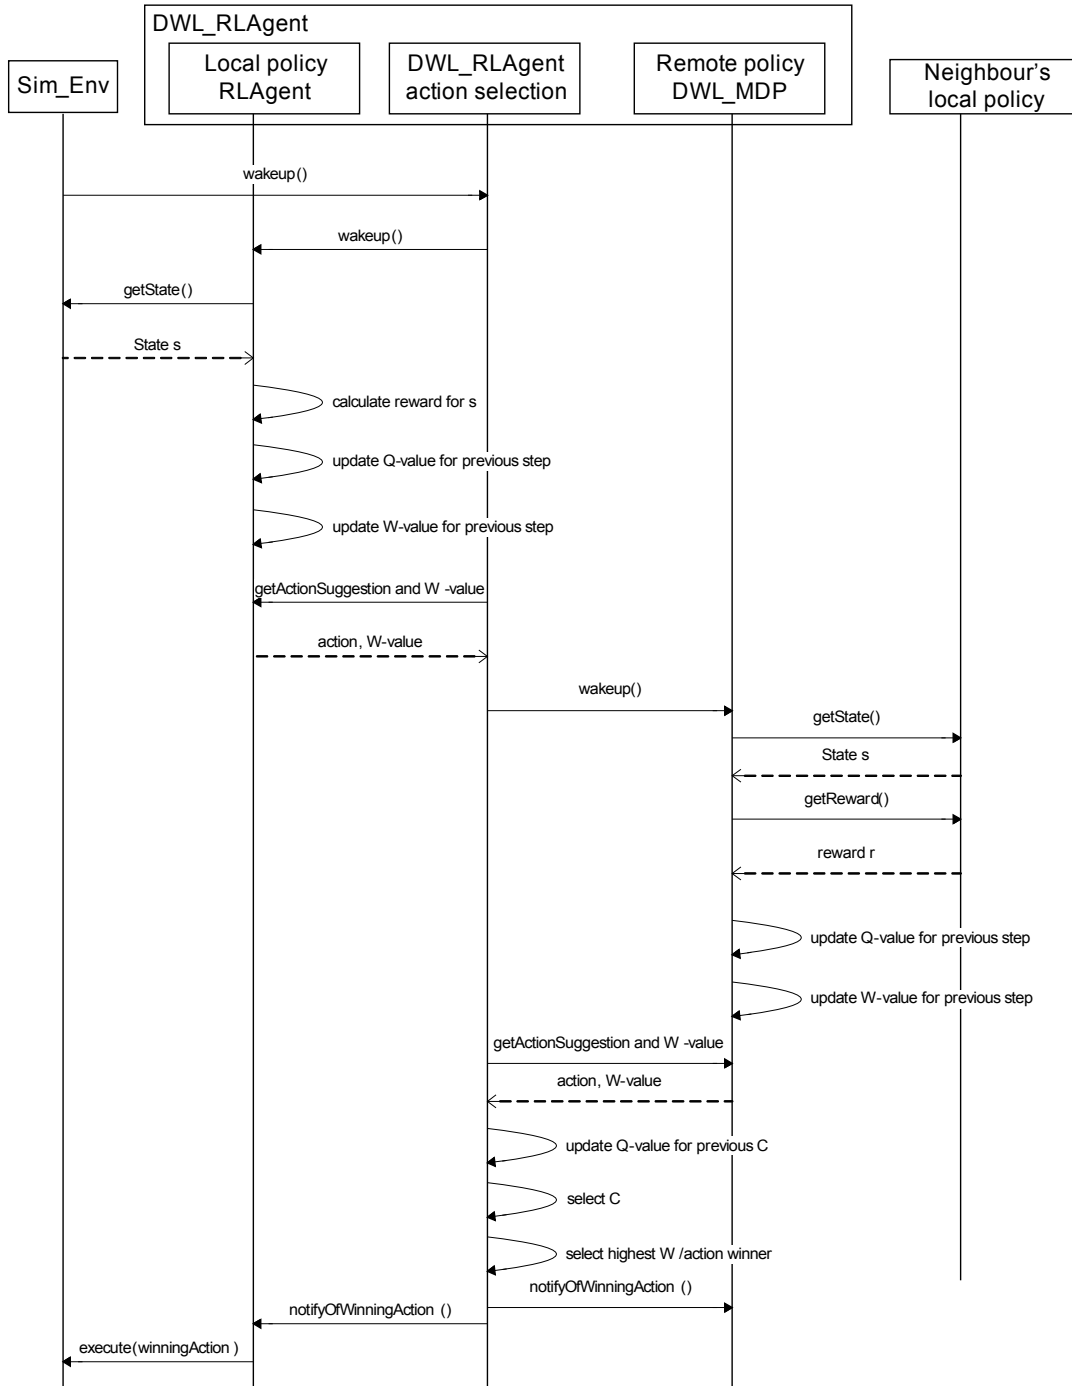 DWL_RLAgent
Sim_Env
Local policy
RLAgent
DWL_RLAgent
action selection
Remote policy
DWL_MDP
Neighbour's
local policy
wakeup()
wakeup()
getState()
State s
calculate reward for s
update Q-value for previous step
update W-value for previous step
getActionSuggestion and W -value
action, W-value
wakeup()
getState()
State s
getReward()
reward r
update Q-value for previous step
update W-value for previous step
getActionSuggestion and W -value
action, W-value
update Q-value for previous C
select C
select highest W /action winner
notifyOfWinningAction ()
notifyOfWinningAction ()
execute(winningAction )